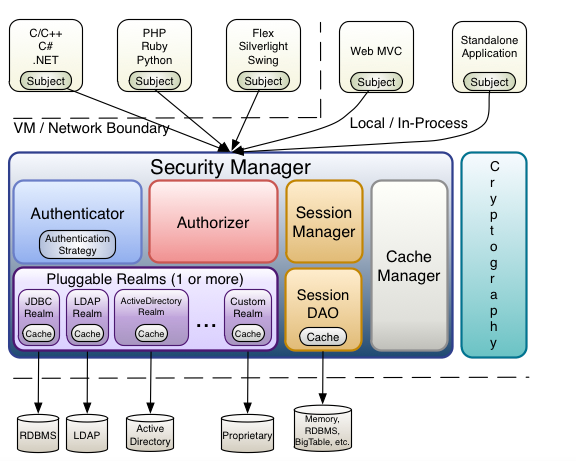 C/C++
C#
.NET
Subject
PHP
Ruby
Python
Subject
Flex
Silverlight
Swing
Subject
Web MVC
Subject
Standalone
Application
Subject
VM / Network Boundary
Local / In-Process
Security Manager
Authenticator
Authentication
Strategy
Authorizer
Session
Manager
Cache
Manager
Pluggable Realms (1 or more)
JDBC
Realm
Cache
LDAP
Realm
Cache
ActiveDirectory
Realm
Cache
...
Custom
Realm
Cache
Session
DAO
Cache
C
r
y
p
t
o
g
r
a
p
h
y
RDBMS
LDAP
Active
Directory
Proprietary
Memory,
RDBMS,
BigTable, etc.